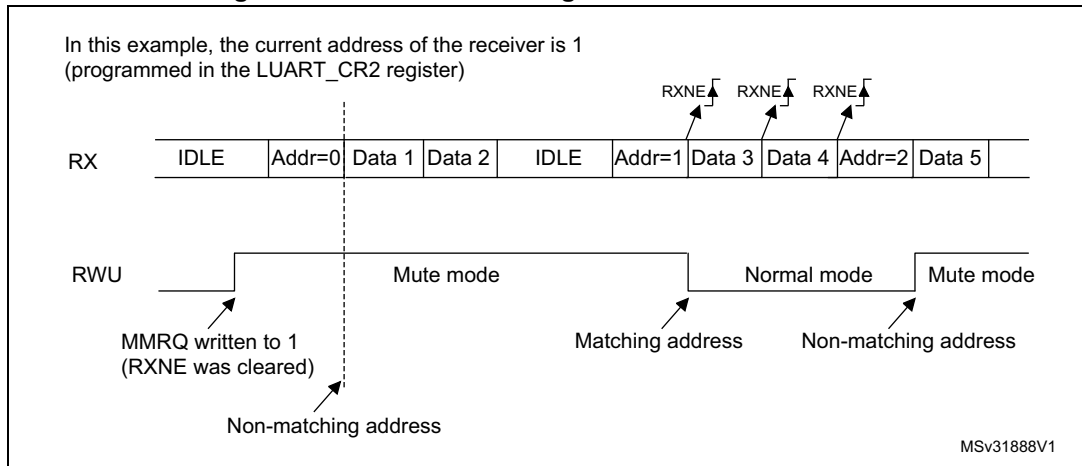 In this example, the current address of the receiver is 1
(programmed in the LUART_CR2 register)
RXNE RXNE RXNE
RX IDLE Addr=0 Data 1 Data 2 IDLE Addr=1 Data 3 Data 4 Addr=2 Data 5
RWU Mute mode Normal mode Mute mode
MMRQ written to 1 Matching address Non-matching address
(RXNE was cleared)
Non-matching address
MSv31888V1